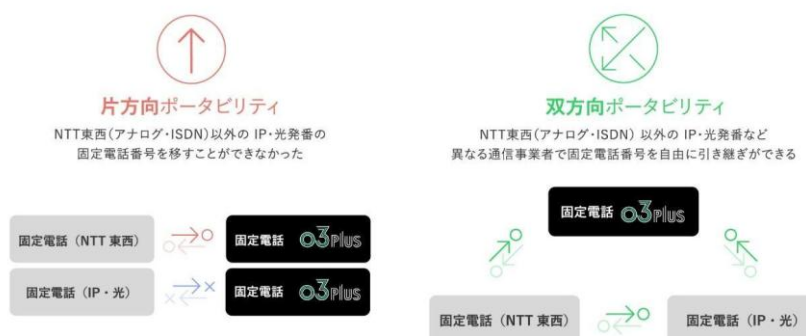 片方向ポータビリティ
NTT東西（アナログ・ISDN）以外の IP・光発番の
固定電話番号を移すことができなかった
固定電話（NTT 東西）
固定電話 03Plus
固定電話（IP・光）
固定電話 03Plus
双方向ポータビリティ
NTT東西（アナログ・ISDN）以外の IP・光発番など
異なる通信事業者で固定電話番号を自由に引き継ぎができる
固定電話 03Plus
固定電話（NTT 東西）
固定電話（IP・光）